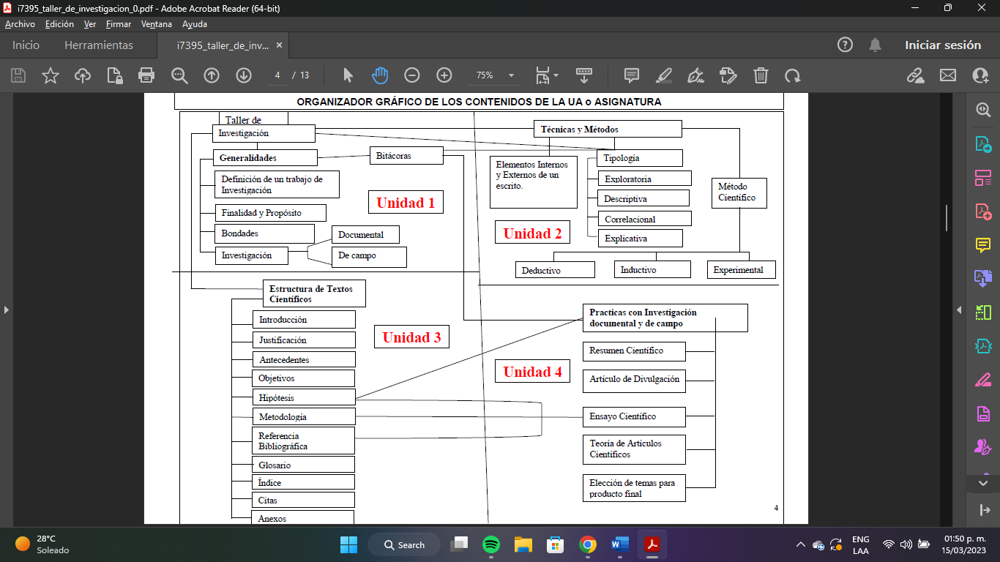 i7395_taller_de_investigacion_0.pdf - Adobe Acrobat Reader (64-bit)
Archivo Edición Ver Firmar Ventana Ayuda
Inicio Herramientas i7395_taller_de_inv... × Iniciar sesión
4 / 13 75%
ORGANIZADOR GRÁFICO DE LOS CONTENIDOS DE LA UA o ASIGNATURA
Taller de
Investigación
Generalidades
Bitácoras
Definición de un trabajo de
Investigación
Finalidad y Propósito
Bondades
Investigación
Documental
De campo
Unidad 1
Técnicas y Métodos
Elementos Internos
y Externos de un
escrito.
Tipología
Exploratoria
Descriptiva
Correlacional
Explicativa
Método
Científico
Unidad 2
Deductivo
Inductivo
Experimental
Estructura de Textos
Científicos
Introducción
Justificación
Antecedentes
Objetivos
Hipótesis
Metodología
Referencia
Bibliográfica
Glosario
Índice
Citas
Anexos
Unidad 3
Practicas con Investigación
documental y de campo
Resumen Científico
Artículo de Divulgación
Ensayo Científico
Teoría de Artículos
Científicos
Elección de temas para
producto final
Unidad 4
4
28°C
Soleado
Search
ENG
LAA
01:50 p. m.
15/03/2023